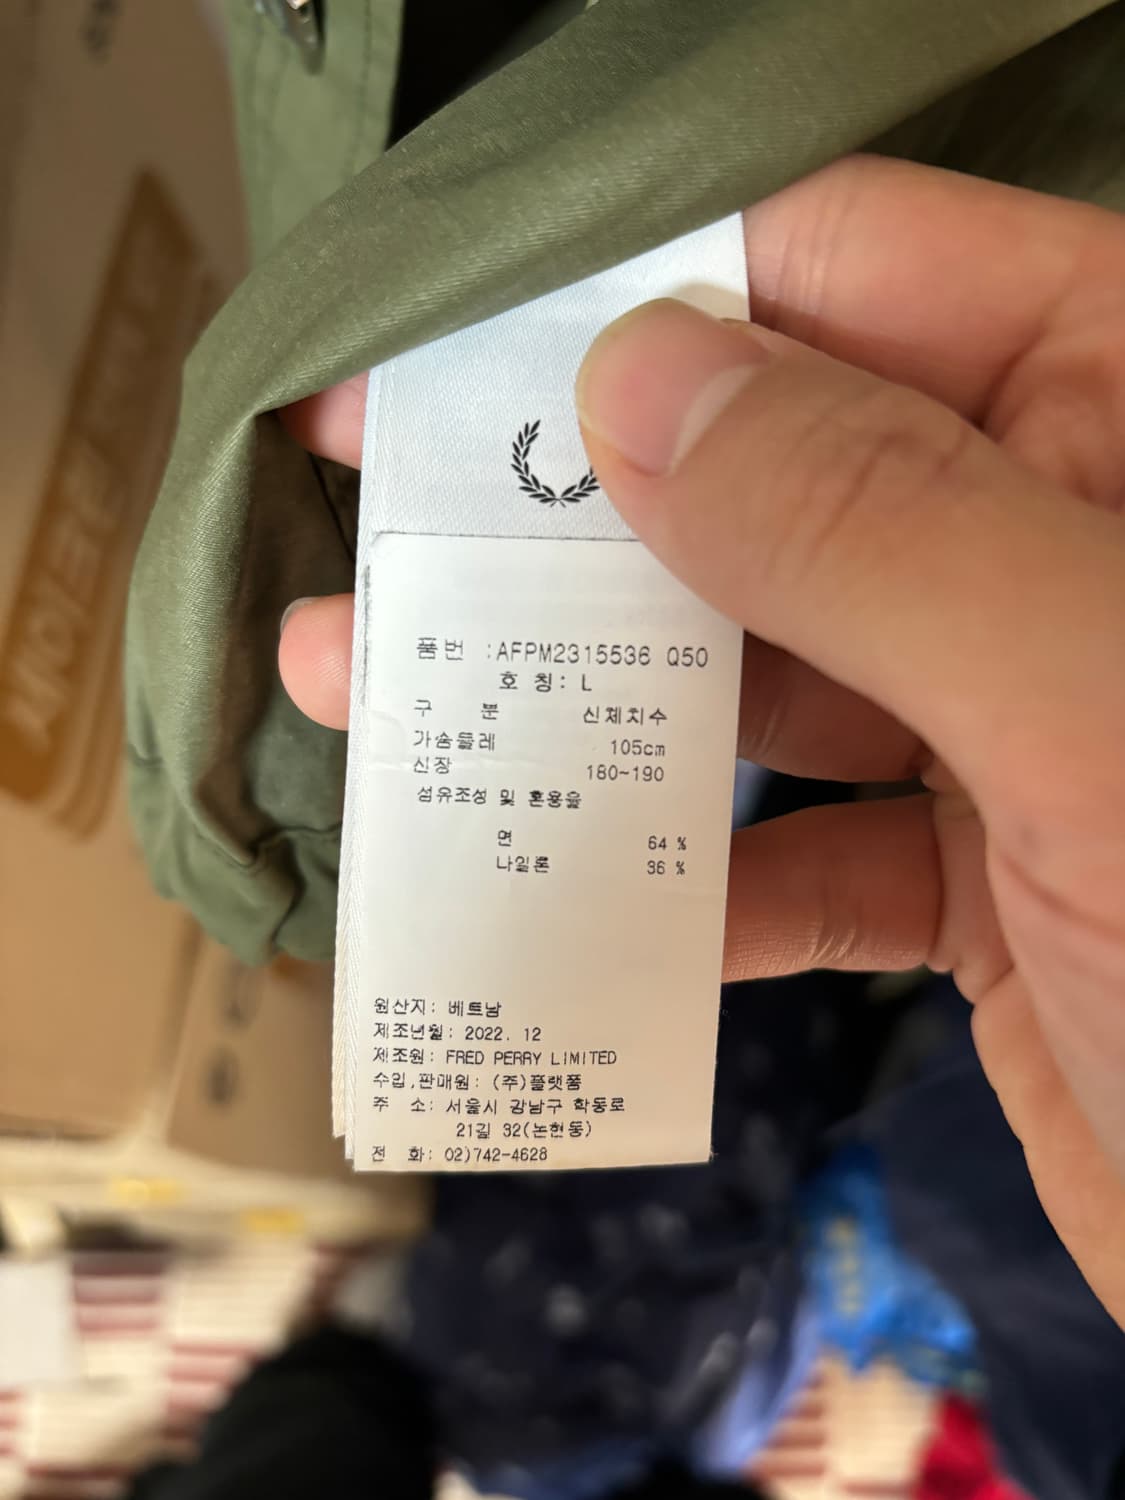 품번 :AFPM2315536 Q50
호 칭: L
구 분 신체치수
가슴둘레 105cm
신장 180~190
섬유조성 및 혼용율
면 64 %
나일론 36 %
원산지: 베트남
제조년월: 2022. 12
제조원: FRED PERRY LIMITED
수입,판매원: (주)플랫폼
주 소: 서울시 강남구 학동로
21길 32(논현동)
전 화: 02)742-4628